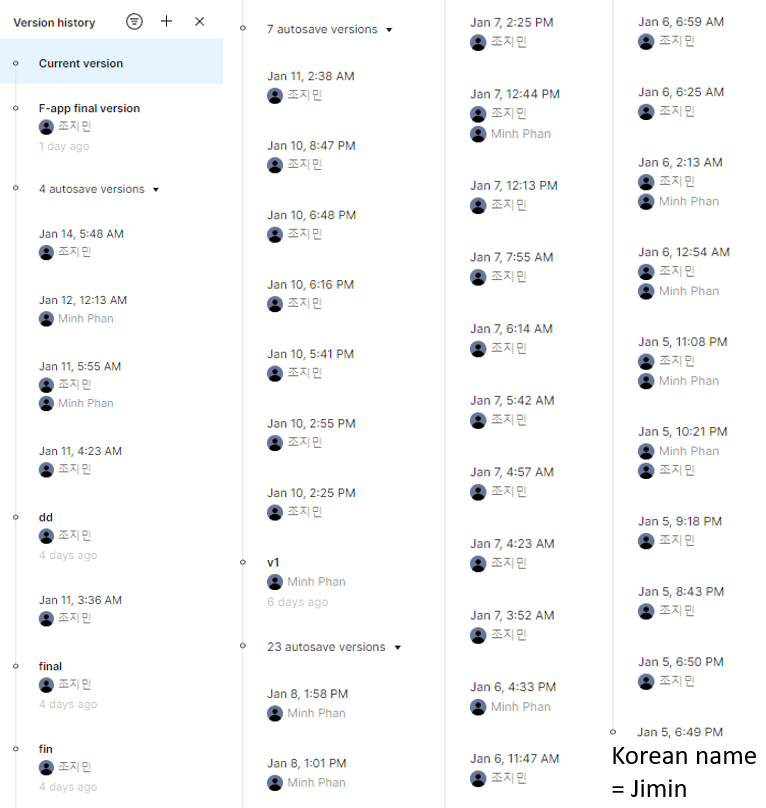 Version history
Current version
F-app final version
조지민
1 day ago
4 autosave versions
Jan 14, 5:48 AM
조지민
Jan 12, 12:13 AM
Minh Phan
Jan 11, 5:55 AM
조지민
Minh Phan
Jan 11, 4:23 AM
조지민
dd
조지민
4 days ago
Jan 11, 3:36 AM
조지민
final
조지민
4 days ago
fin
조지민
4 days ago
7 autosave versions
Jan 11, 2:38 AM
조지민
Jan 10, 8:47 PM
조지민
Jan 10, 6:48 PM
조지민
Jan 10, 6:16 PM
조지민
Jan 10, 5:41 PM
조지민
Jan 10, 2:55 PM
조지민
Jan 10, 2:25 PM
조지민
v1
Minh Phan
6 days ago
23 autosave versions
Jan 8, 1:58 PM
Minh Phan
Jan 8, 1:01 PM
Minh Phan
Jan 7, 2:25 PM
조지민
Jan 7, 12:44 PM
조지민
Minh Phan
Jan 7, 12:13 PM
조지민
Jan 7, 7:55 AM
조지민
Jan 7, 6:14 AM
조지민
Jan 7, 5:42 AM
조지민
Jan 7, 4:57 AM
조지민
Jan 7, 4:23 AM
조지민
Jan 7, 3:52 AM
조지민
Jan 6, 4:33 PM
Minh Phan
Jan 6, 11:47 AM
조지민
Jan 6, 6:59 AM
조지민
Jan 6, 6:25 AM
조지민
Jan 6, 2:13 AM
조지민
Minh Phan
Jan 6, 12:54 AM
조지민
Minh Phan
Jan 5, 11:08 PM
조지민
Minh Phan
Jan 5, 10:21 PM
Minh Phan
조지민
Jan 5, 9:18 PM
조지민
Jan 5, 8:43 PM
조지민
Jan 5, 6:50 PM
조지민
Jan 5, 6:49 PM
Korean name
= Jimin